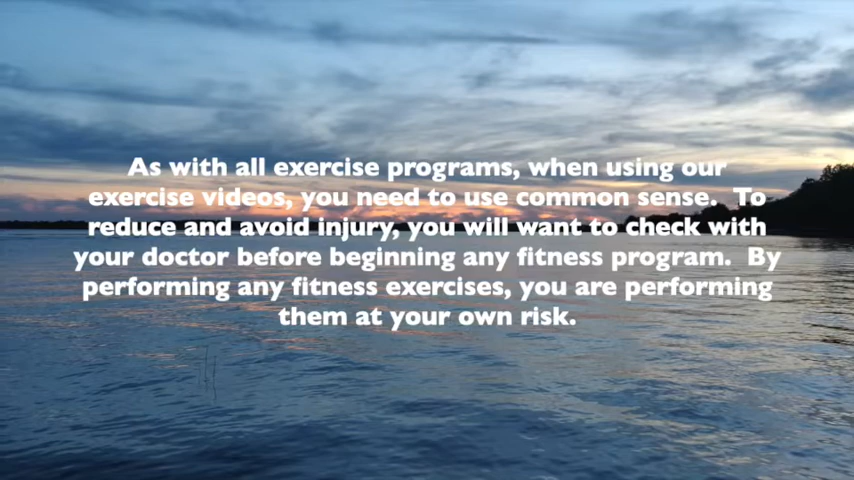 As with all exercise programs, when using our
exercise videos, you need to use common sense.  To
reduce and avoid injury, you will want to check with
your doctor before beginning any fitness program.  By
performing any fitness exercises, you are performing
them at your own risk.